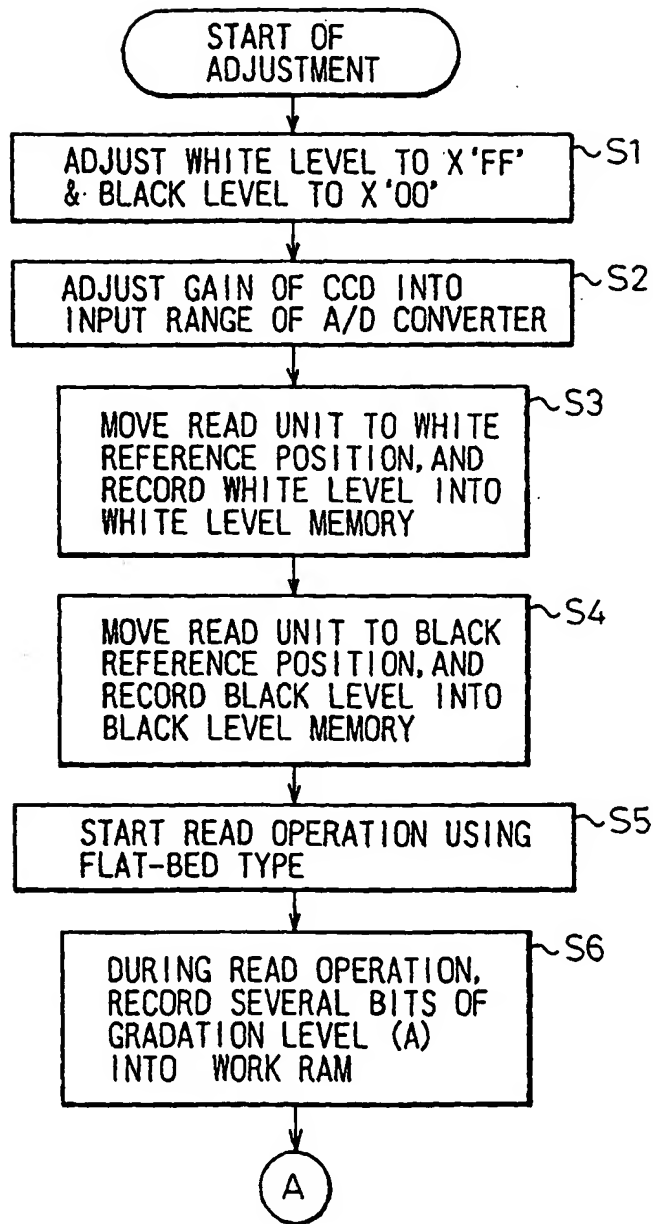 START OF
ADJUSTMENT
ADJUST WHITE LEVEL TO X'FF'
& BLACK LEVEL TO X'00'
S1
ADJUST GAIN OF CCD INTO
INPUT RANGE OF A/D CONVERTER
S2
MOVE READ UNIT TO WHITE
REFERENCE POSITION, AND
RECORD WHITE LEVEL INTO
WHITE LEVEL MEMORY
S3
MOVE READ UNIT TO BLACK
REFERENCE POSITION, AND
RECORD BLACK LEVEL INTO
BLACK LEVEL MEMORY
S4
START READ OPERATION USING
FLAT-BED TYPE
S5
DURING READ OPERATION,
RECORD SEVERAL BITS OF
GRADATION LEVEL (A)
INTO WORK RAM
S6
A